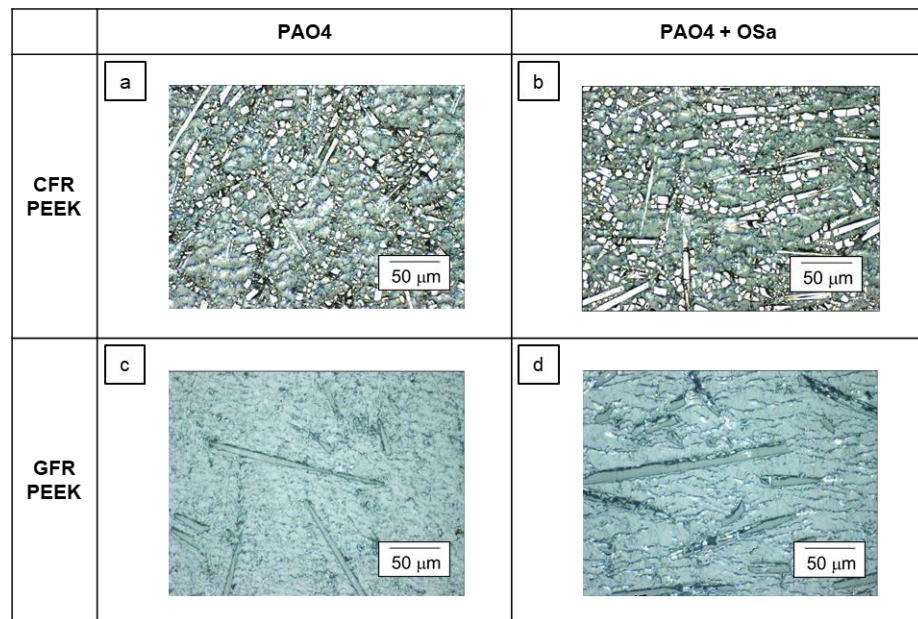 PAO4
PAO4 + OSa
CFR
PEEK
a
50 μm
b
50 μm
GFR
PEEK
c
50 μm
d
50 μm